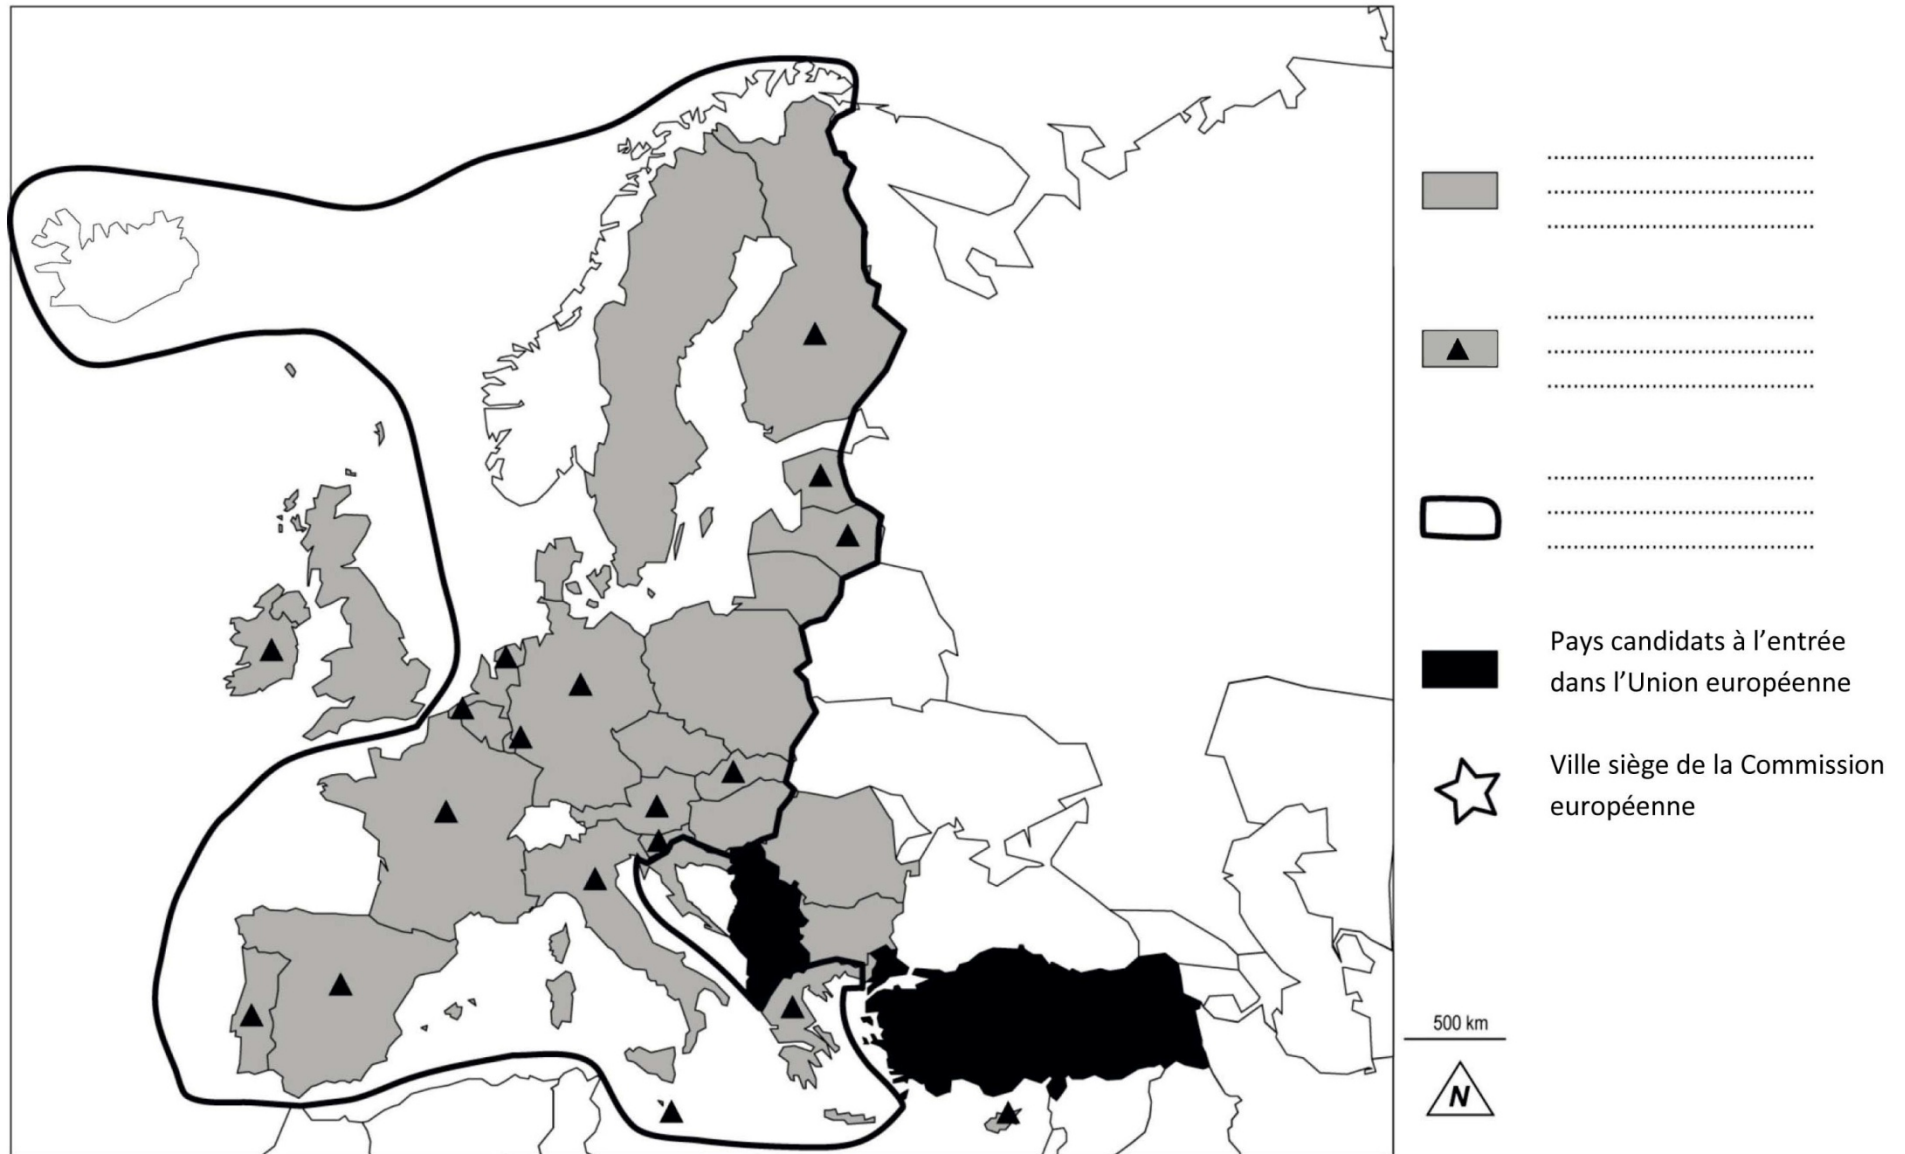 ..........................................
..........................................
..........................................
..........................................
..........................................
..........................................
..........................................
..........................................
..........................................
Pays candidats à l’entrée
dans l’Union européenne
Ville siège de la Commission
européenne
500 km
N